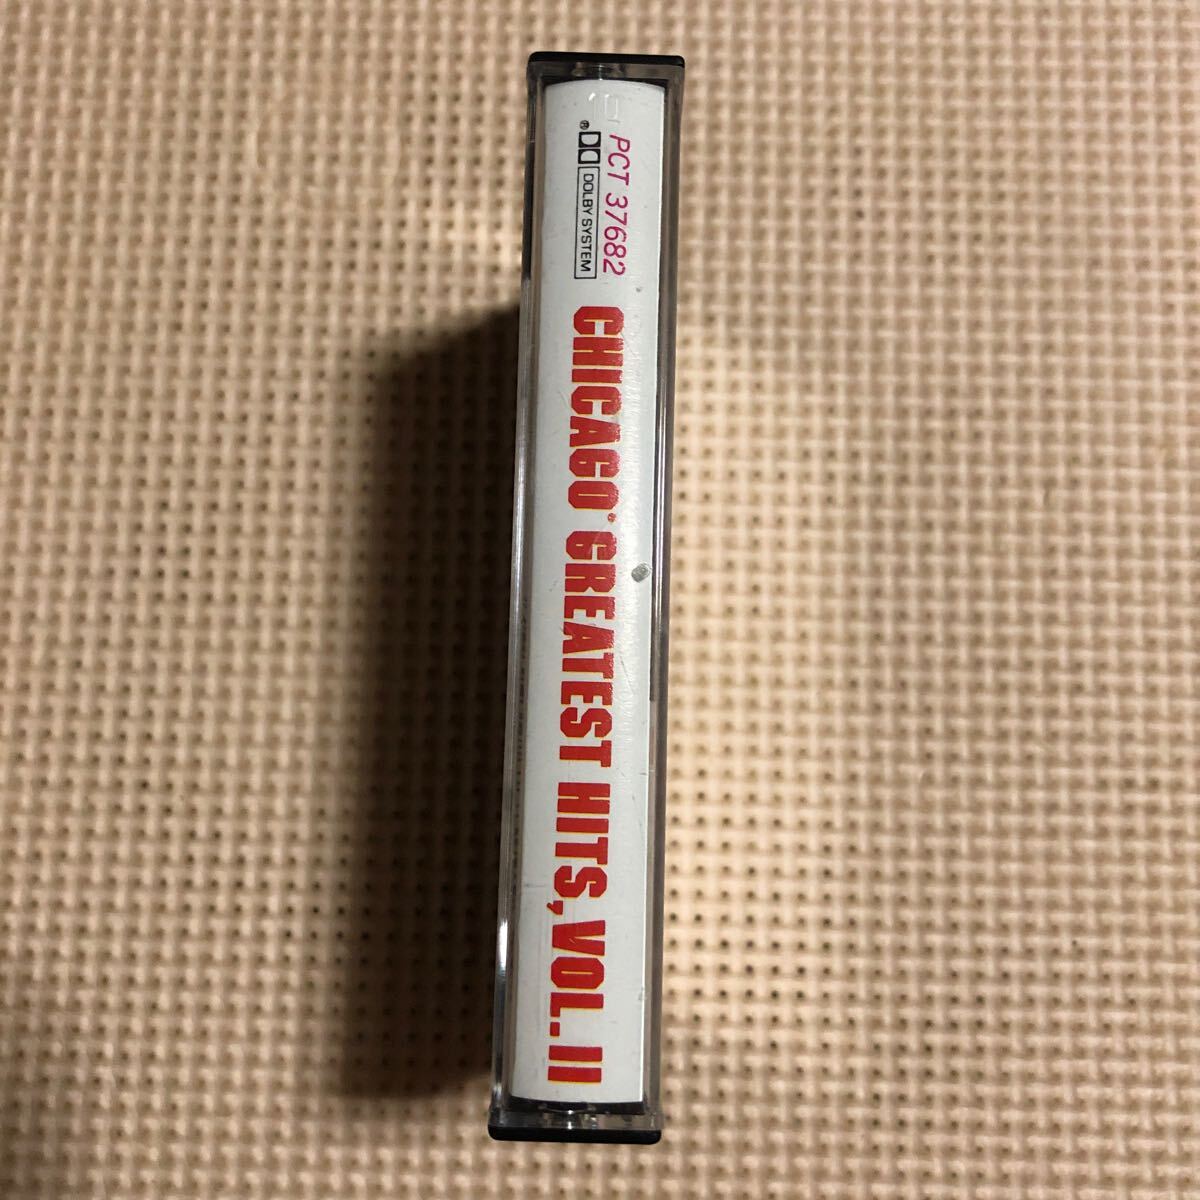 PCT 37682
® DOLBY SYSTEM
CHICAGO® GREATEST HITS, VOL. II